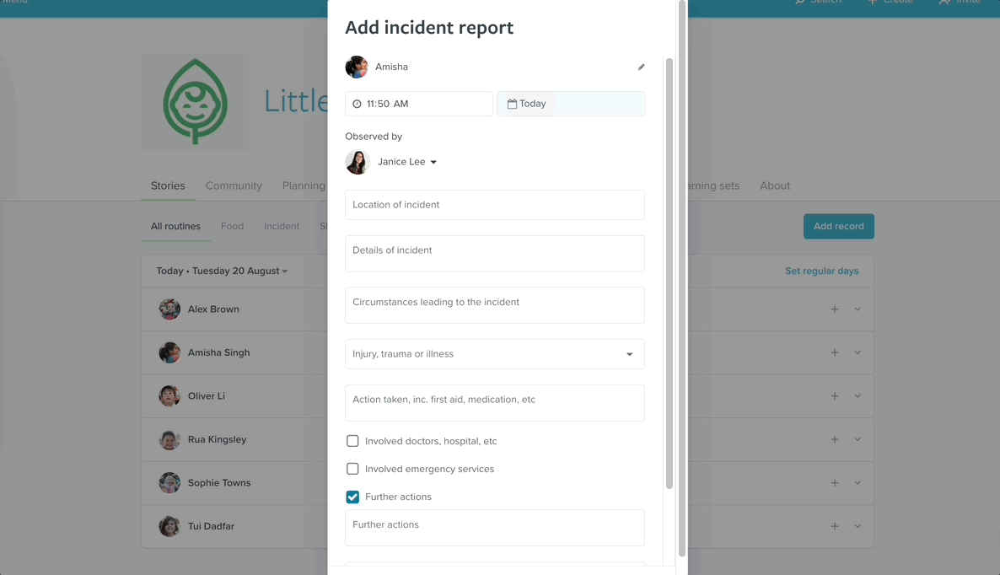 Menu
Search
Create
Invite
Add incident report
Amisha
11:50 AM
Today
Observed by
Janice Lee
Location of incident
Details of incident
Circumstances leading to the incident
Injury, trauma or illness
Action taken, inc. first aid, medication, etc
Involved doctors, hospital, etc
Involved emergency services
Further actions
Further actions
Little
Stories
Community
Planning
arning sets
About
All routines
Food
Incident
Add record
Today • Tuesday 20 August
Set regular days
Alex Brown
Amisha Singh
Oliver Li
Rua Kingsley
Sophie Towns
Tui Dadfar